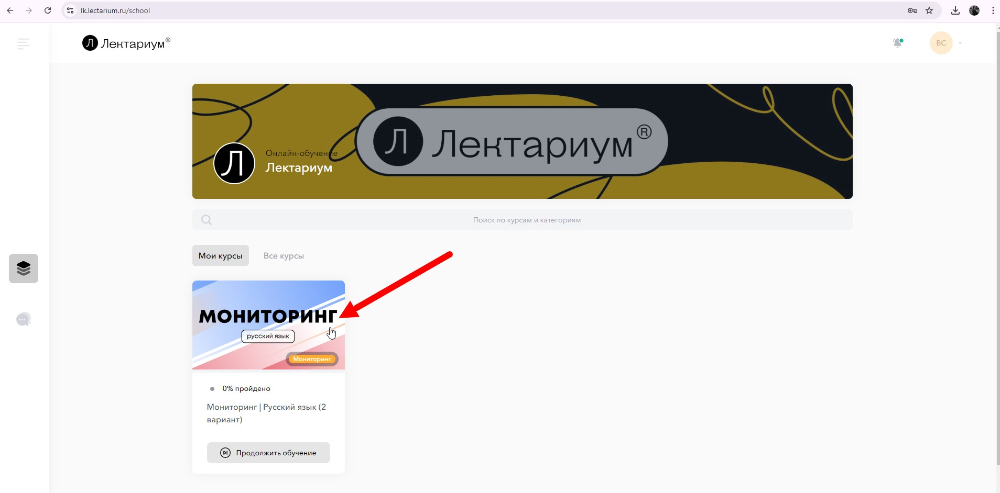 lk.lectarium.ru/school
Л Лектариум®
ВС
Л Лектариум®
Л
Онлайн-обучение
Лектариум
Поиск по курсам и категориям
Мои курсы
Все курсы
МОНИТОРИНГ
русский язык
Мониторинг
0% пройдено
Мониторинг | Русский язык (2
вариант)
Продолжить обучение